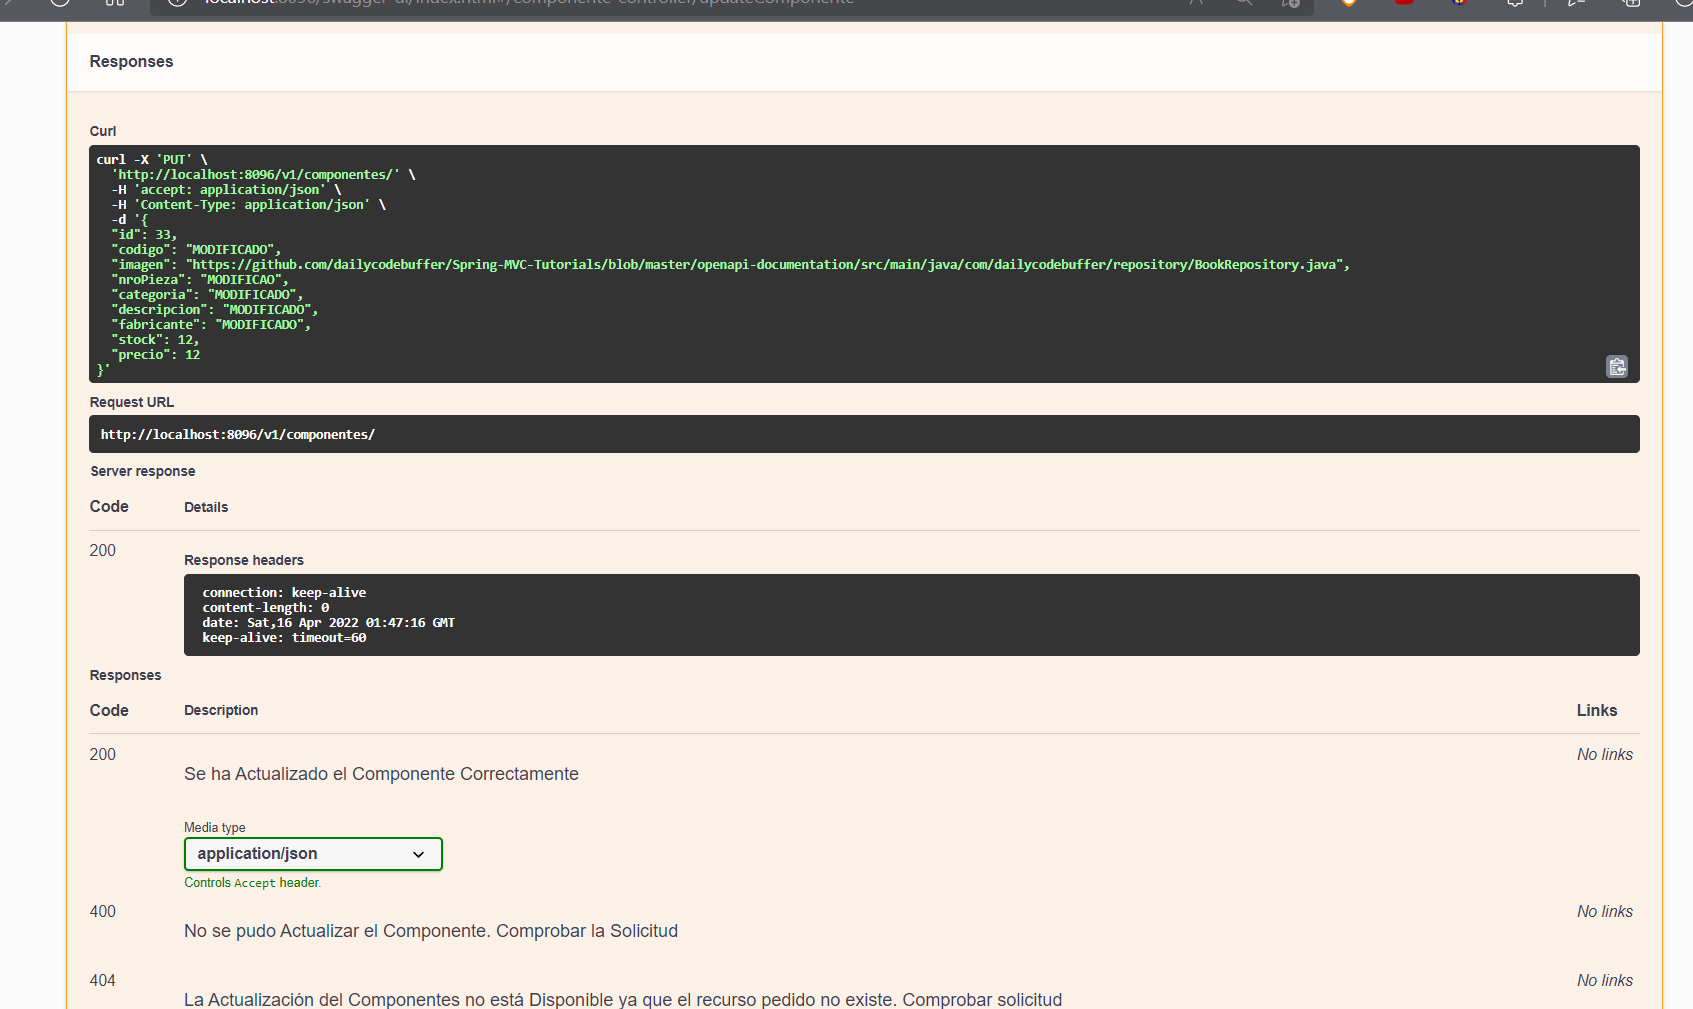 localhost:8096/swagger-ui/index.html#/componente-controller/updateComponente
Responses
Curl
curl -X 'PUT' \
'http://localhost:8096/v1/componentes/' \
-H 'accept: application/json' \
-H 'Content-Type: application/json' \
-d '{
"id": 33,
"codigo": "MODIFICADO",
"imagen": "https://github.com/dailycodebuffer/Spring-MVC-Tutorials/blob/master/openapi-documentation/src/main/java/com/dailycodebuffer/repository/BookRepository.java",
"nroPieza": "MODIFICAO",
"categoria": "MODIFICADO",
"descripcion": "MODIFICADO",
"fabricante": "MODIFICADO",
"stock": 12,
"precio": 12
}'
Request URL
http://localhost:8096/v1/componentes/
Server response
Code Details
200
Response headers
connection: keep-alive
content-length: 0
date: Sat,16 Apr 2022 01:47:16 GMT
keep-alive: timeout=60
Responses
Code Description Links
200 No links
Se ha Actualizado el Componente Correctamente
Media type
application/json
Controls Accept header.
400 No links
No se pudo Actualizar el Componente. Comprobar la Solicitud
404 No links
La Actualización del Componentes no está Disponible ya que el recurso pedido no existe. Comprobar solicitud